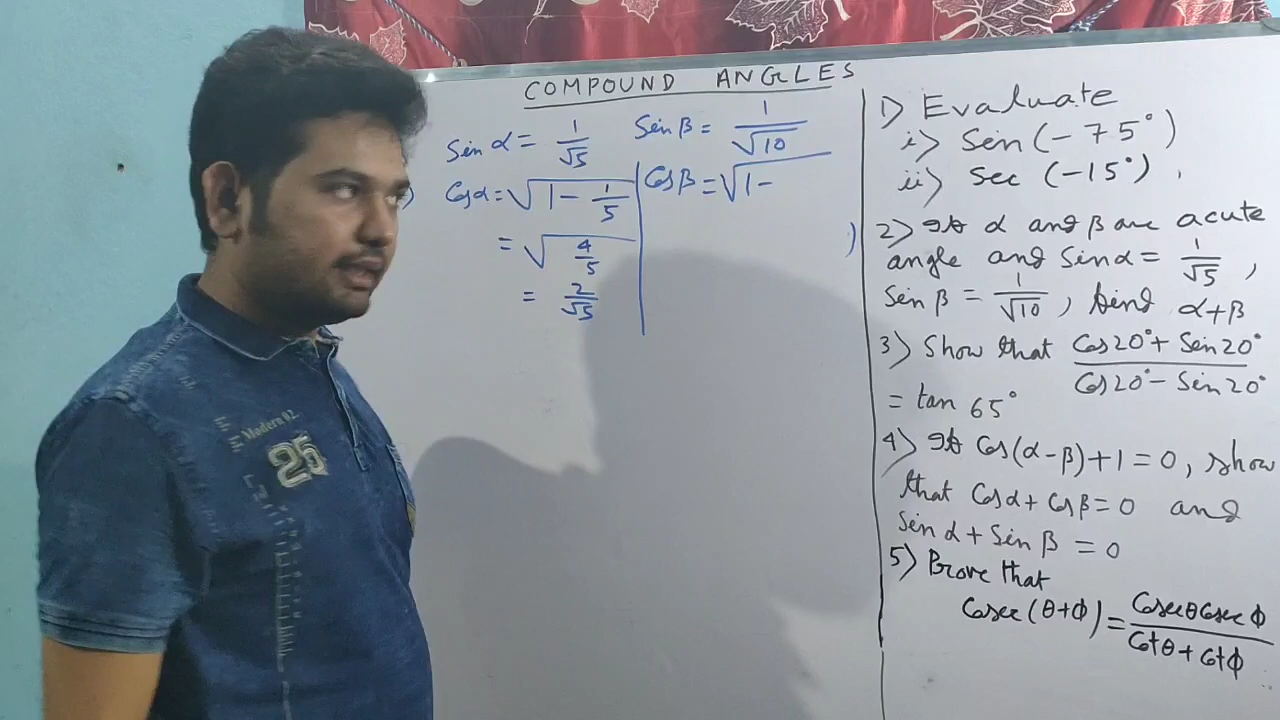 COMPOUND ANGLES
Sin α = 1/√5 Sin β = 1/√10
Cos α = √(1 - 1/5) Cos β = √1 -
= √(4/5)
= 2/√5
1) Evaluate
i) Sin (-75°)
ii) Sec (-15°).
2) If α and β are acute
angle and Sin α = 1/√5,
Sin β = 1/√10, find α+β
3) Show that (Cos 20° + Sin 20°)/(Cos 20° - Sin 20°)
= tan 65°
4) If Cos(α-β)+1=0, show
that Cos α + Cos β = 0 and
Sin α + Sin β = 0
5) Prove that
Cosec (θ+ϕ) = (Cosec θ Cosec ϕ)/(Cot θ + Cot ϕ)
Modern 02.
25